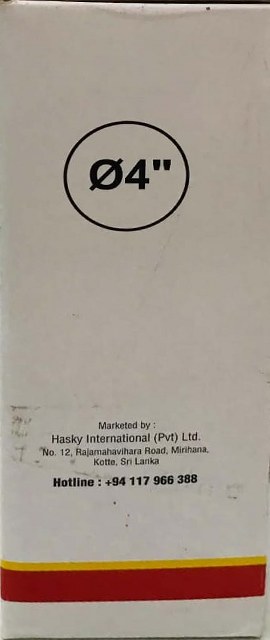 Ø4"
Marketed by :
Hasky International (Pvt) Ltd.
No. 12, Rajamahavihara Road, Mirihana,
Kotte, Sri Lanka
Hotline : +94 117 966 388